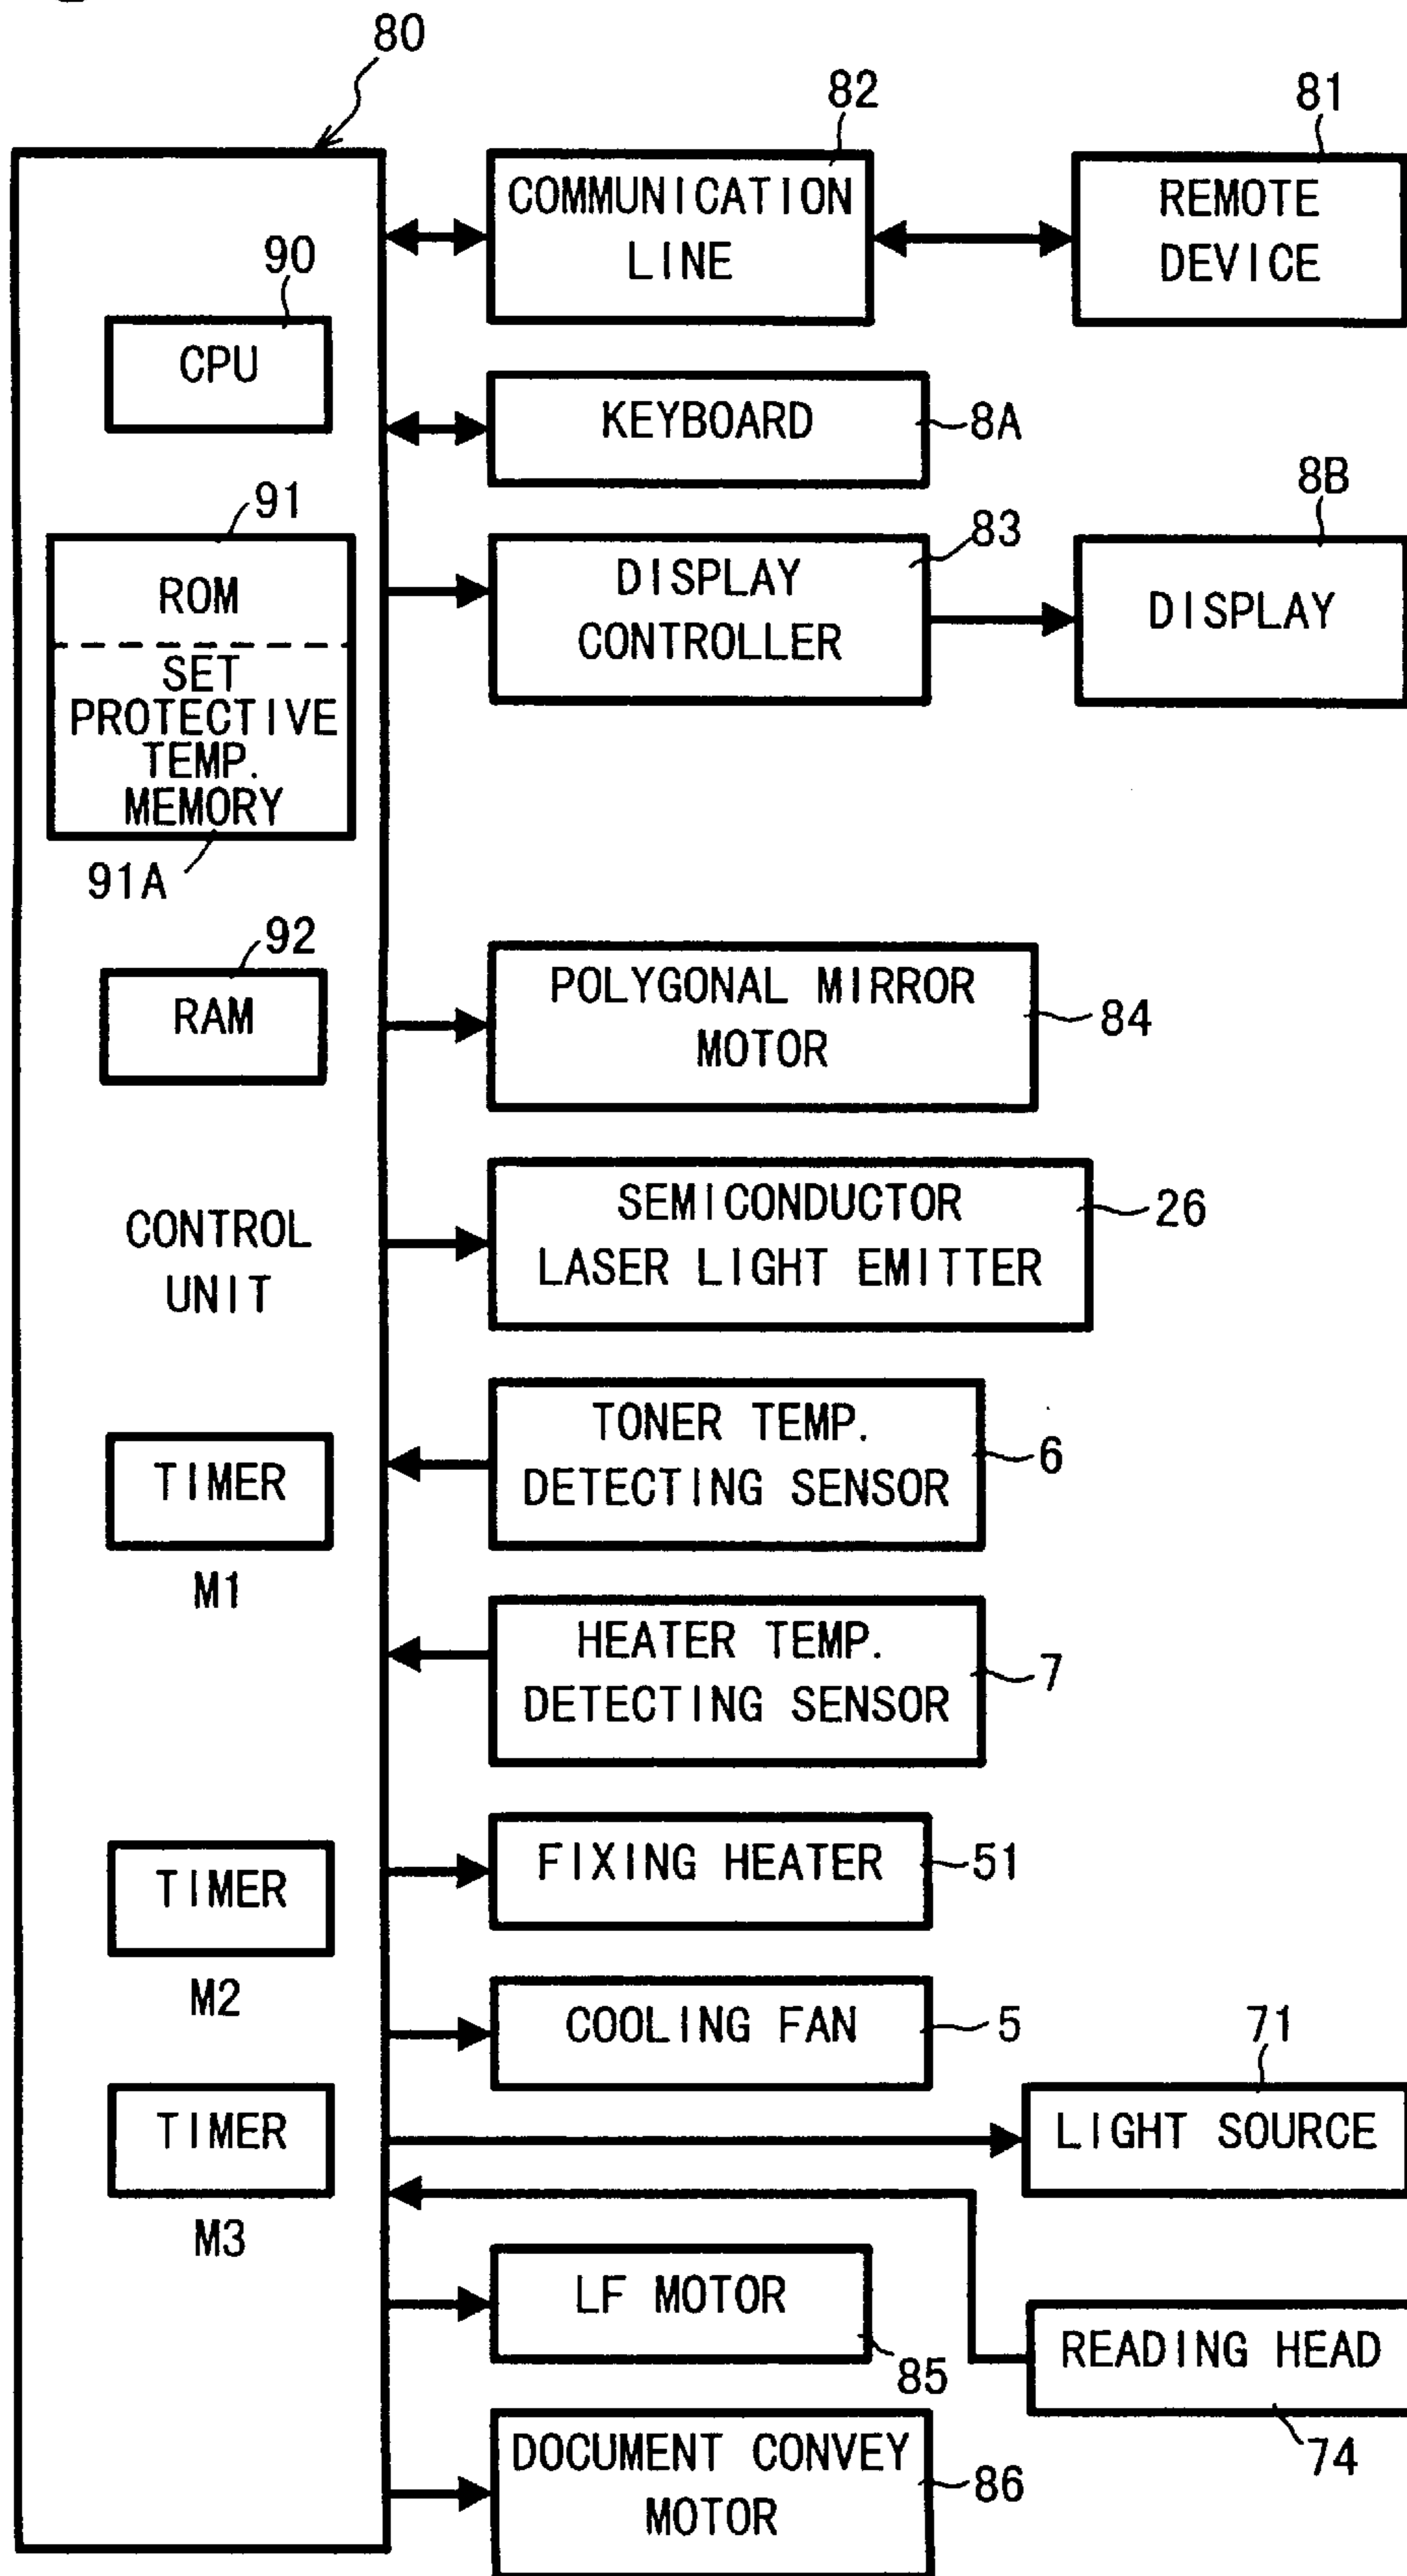 80
82
81
COMMUNICATION
LINE
REMOTE
DEVICE
90
CPU
KEYBOARD
8A
91
ROM
SET
PROTECTIVE
TEMP.
MEMORY
91A
83
DISPLAY
CONTROLLER
8B
DISPLAY
92
RAM
POLYGONAL MIRROR
MOTOR
84
CONTROL
UNIT
SEMICONDUCTOR
LASER LIGHT EMITTER
26
TIMER
M1
TONER TEMP.
DETECTING SENSOR
6
HEATER TEMP.
DETECTING SENSOR
7
TIMER
M2
FIXING HEATER
51
COOLING FAN
5
71
TIMER
M3
LIGHT SOURCE
LF MOTOR
85
READING HEAD
74
DOCUMENT CONVEY
MOTOR
86